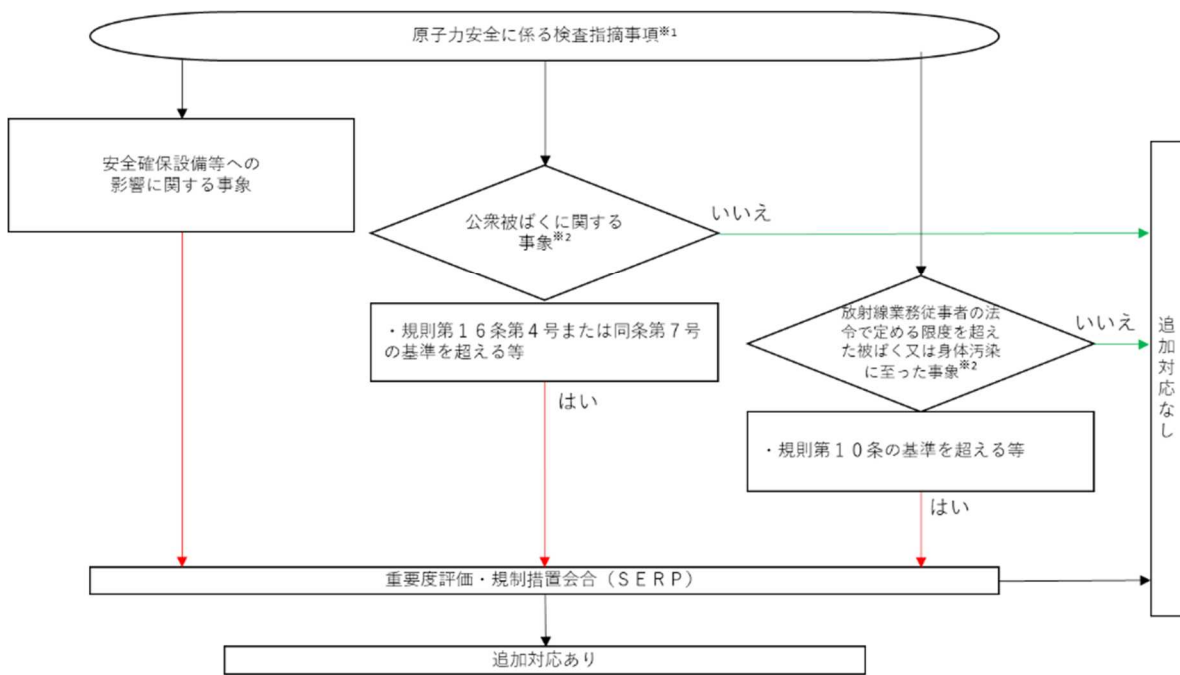 原子力安全に係る検査指摘事項※1
安全確保設備等への
影響に関する事象
公衆被ばくに関する
事象※2
いいえ
・規則第１６条第４号または同条第７号
の基準を超える等
はい
放射線業務従事者の法
令で定める限度を超え
た被ばく又は身体汚染
に至った事象※2
いいえ
・規則第１０条の基準を超える等
はい
追加対応なし
重要度評価・規制措置会合（ＳＥＲＰ）
追加対応あり